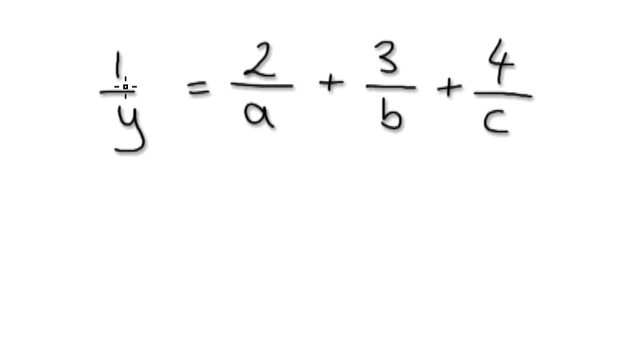 1/y = 2/a + 3/b + 4/c